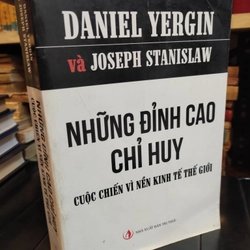 DANIEL YERGIN
và JOSEPH STANISLAW
NHỮNG ĐỈNH CAO
CHỈ HUY
CUỘC CHIẾN VÌ NỀN KINH TẾ THẾ GIỚI